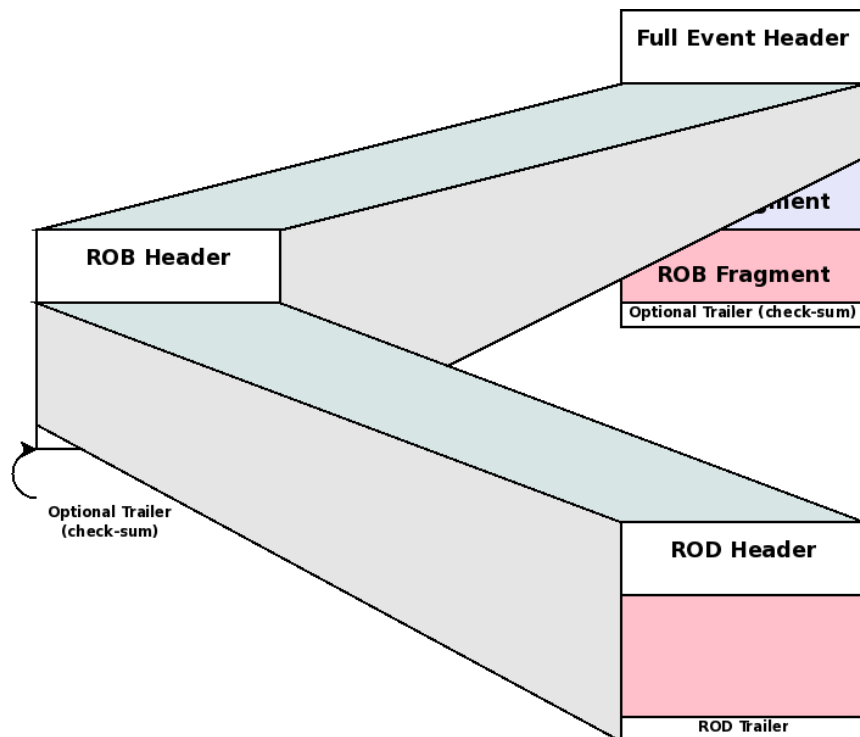 Full Event Header
ROB Header
ROB Fragment
Optional Trailer (check-sum)
Optional Trailer
(check-sum)
ROD Header
ROD Trailer